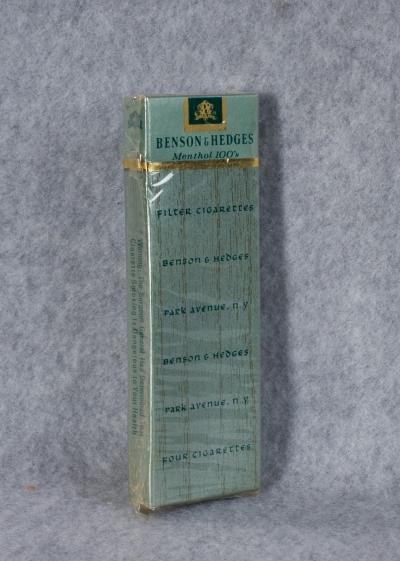 BENSON & HEDGES
Menthol 100's
FILTER CIGARETTES
BENSON & HEDGES
PARK AVENUE, N.Y
BENSON & HEDGES
PARK AVENUE, N.Y
FOUR CIGARETTES
Warning: The Surgeon General Has Determined That
Cigarette Smoking Is Dangerous to Your Health